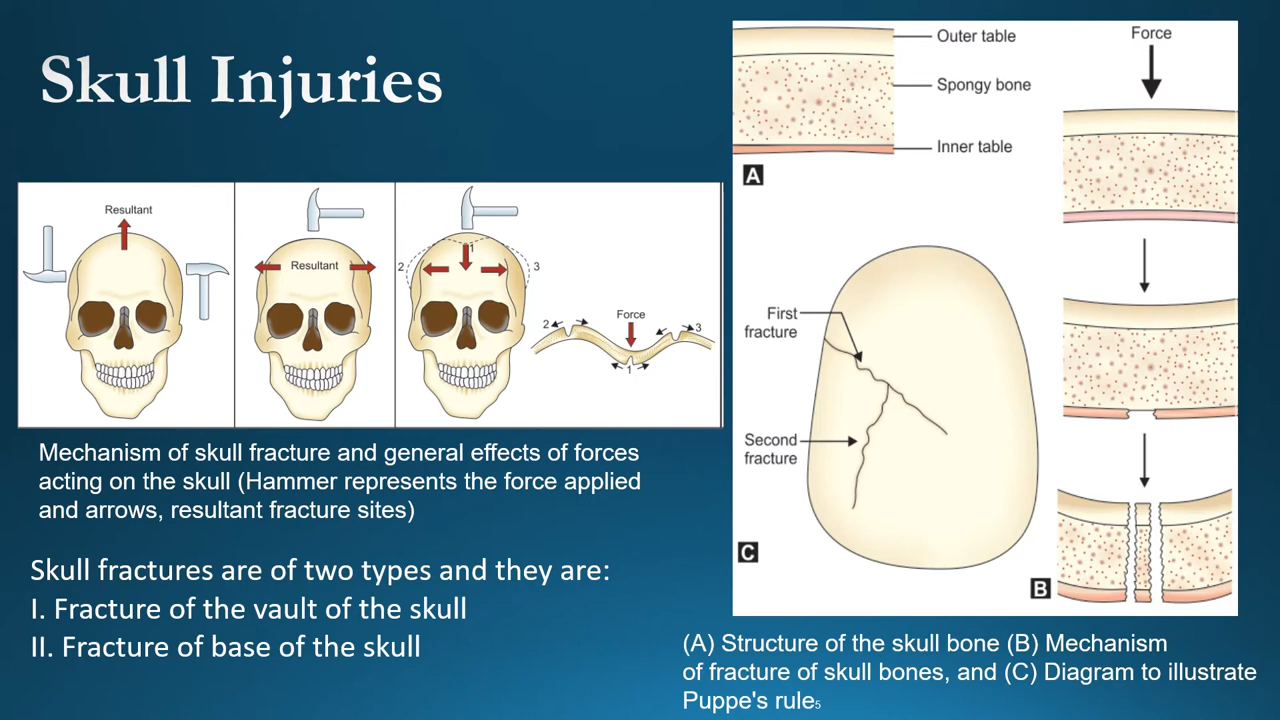 Skull Injuries
Resultant
Resultant
1
2
3
Force
2
3
1
Mechanism of skull fracture and general effects of forces
acting on the skull (Hammer represents the force applied
and arrows, resultant fracture sites)
Skull fractures are of two types and they are:
I. Fracture of the vault of the skull
II. Fracture of base of the skull
Outer table
Spongy bone
Inner table
A
Force
First
fracture
Second
fracture
C
B
(A) Structure of the skull bone (B) Mechanism
of fracture of skull bones, and (C) Diagram to illustrate
Puppe's rule5